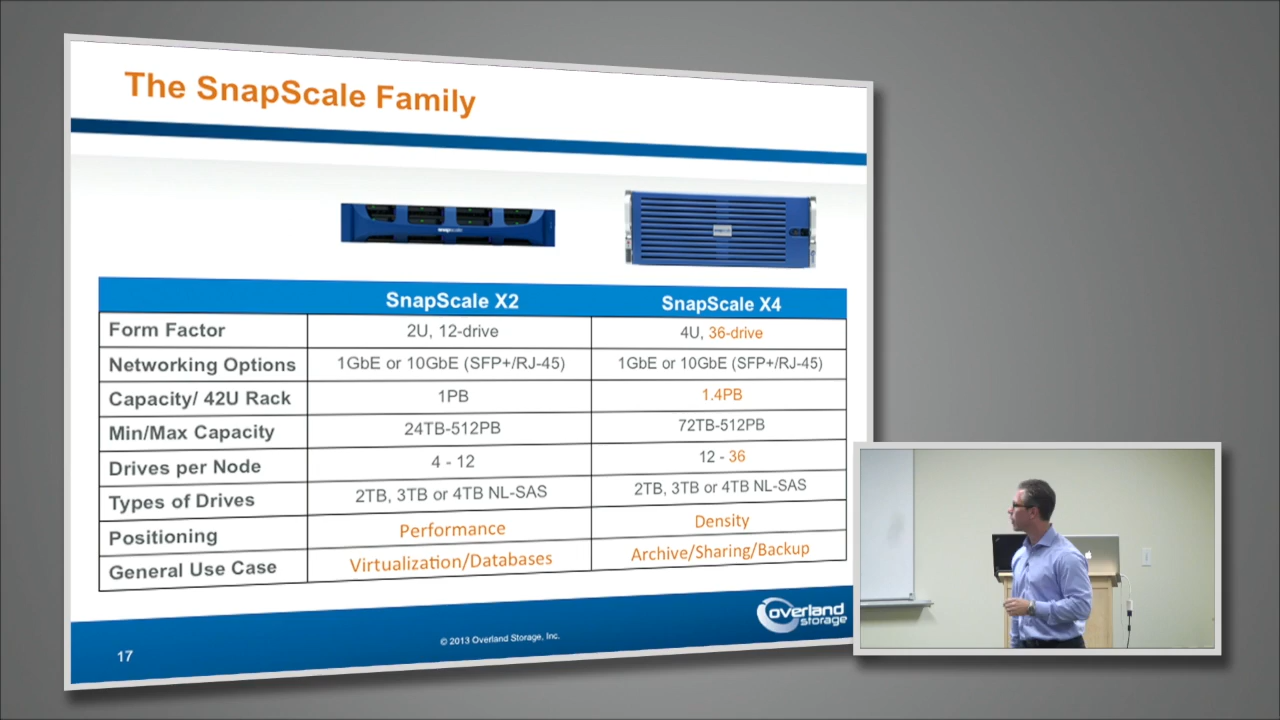 The SnapScale Family
SnapScale X2 SnapScale X4
Form Factor 2U, 12-drive 4U, 36-drive
Networking Options 1GbE or 10GbE (SFP+/RJ-45) 1GbE or 10GbE (SFP+/RJ-45)
Capacity/ 42U Rack 1PB 1.4PB
Min/Max Capacity 24TB-512PB 72TB-512PB
Drives per Node 4 - 12 12 - 36
Types of Drives 2TB, 3TB or 4TB NL-SAS 2TB, 3TB or 4TB NL-SAS
Positioning Performance Density
General Use Case Virtualization/Databases Archive/Sharing/Backup
overland
storage
© 2013 Overland Storage, Inc.
17